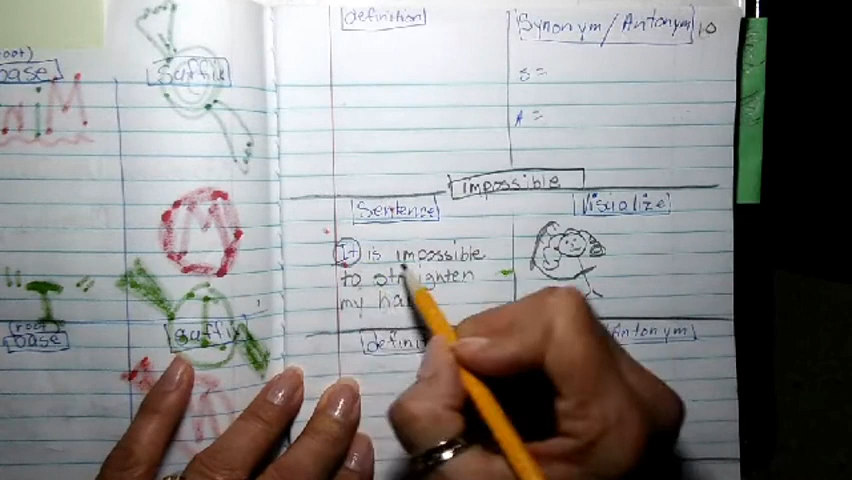 definition
Synonym/Antonym 10
S =
A =
(root)
base
suffix
M
impossible
Sentence
Visualize
It is impossible
to straighten
my ha
defini
Antonym
"I"
(root)
base
suffix